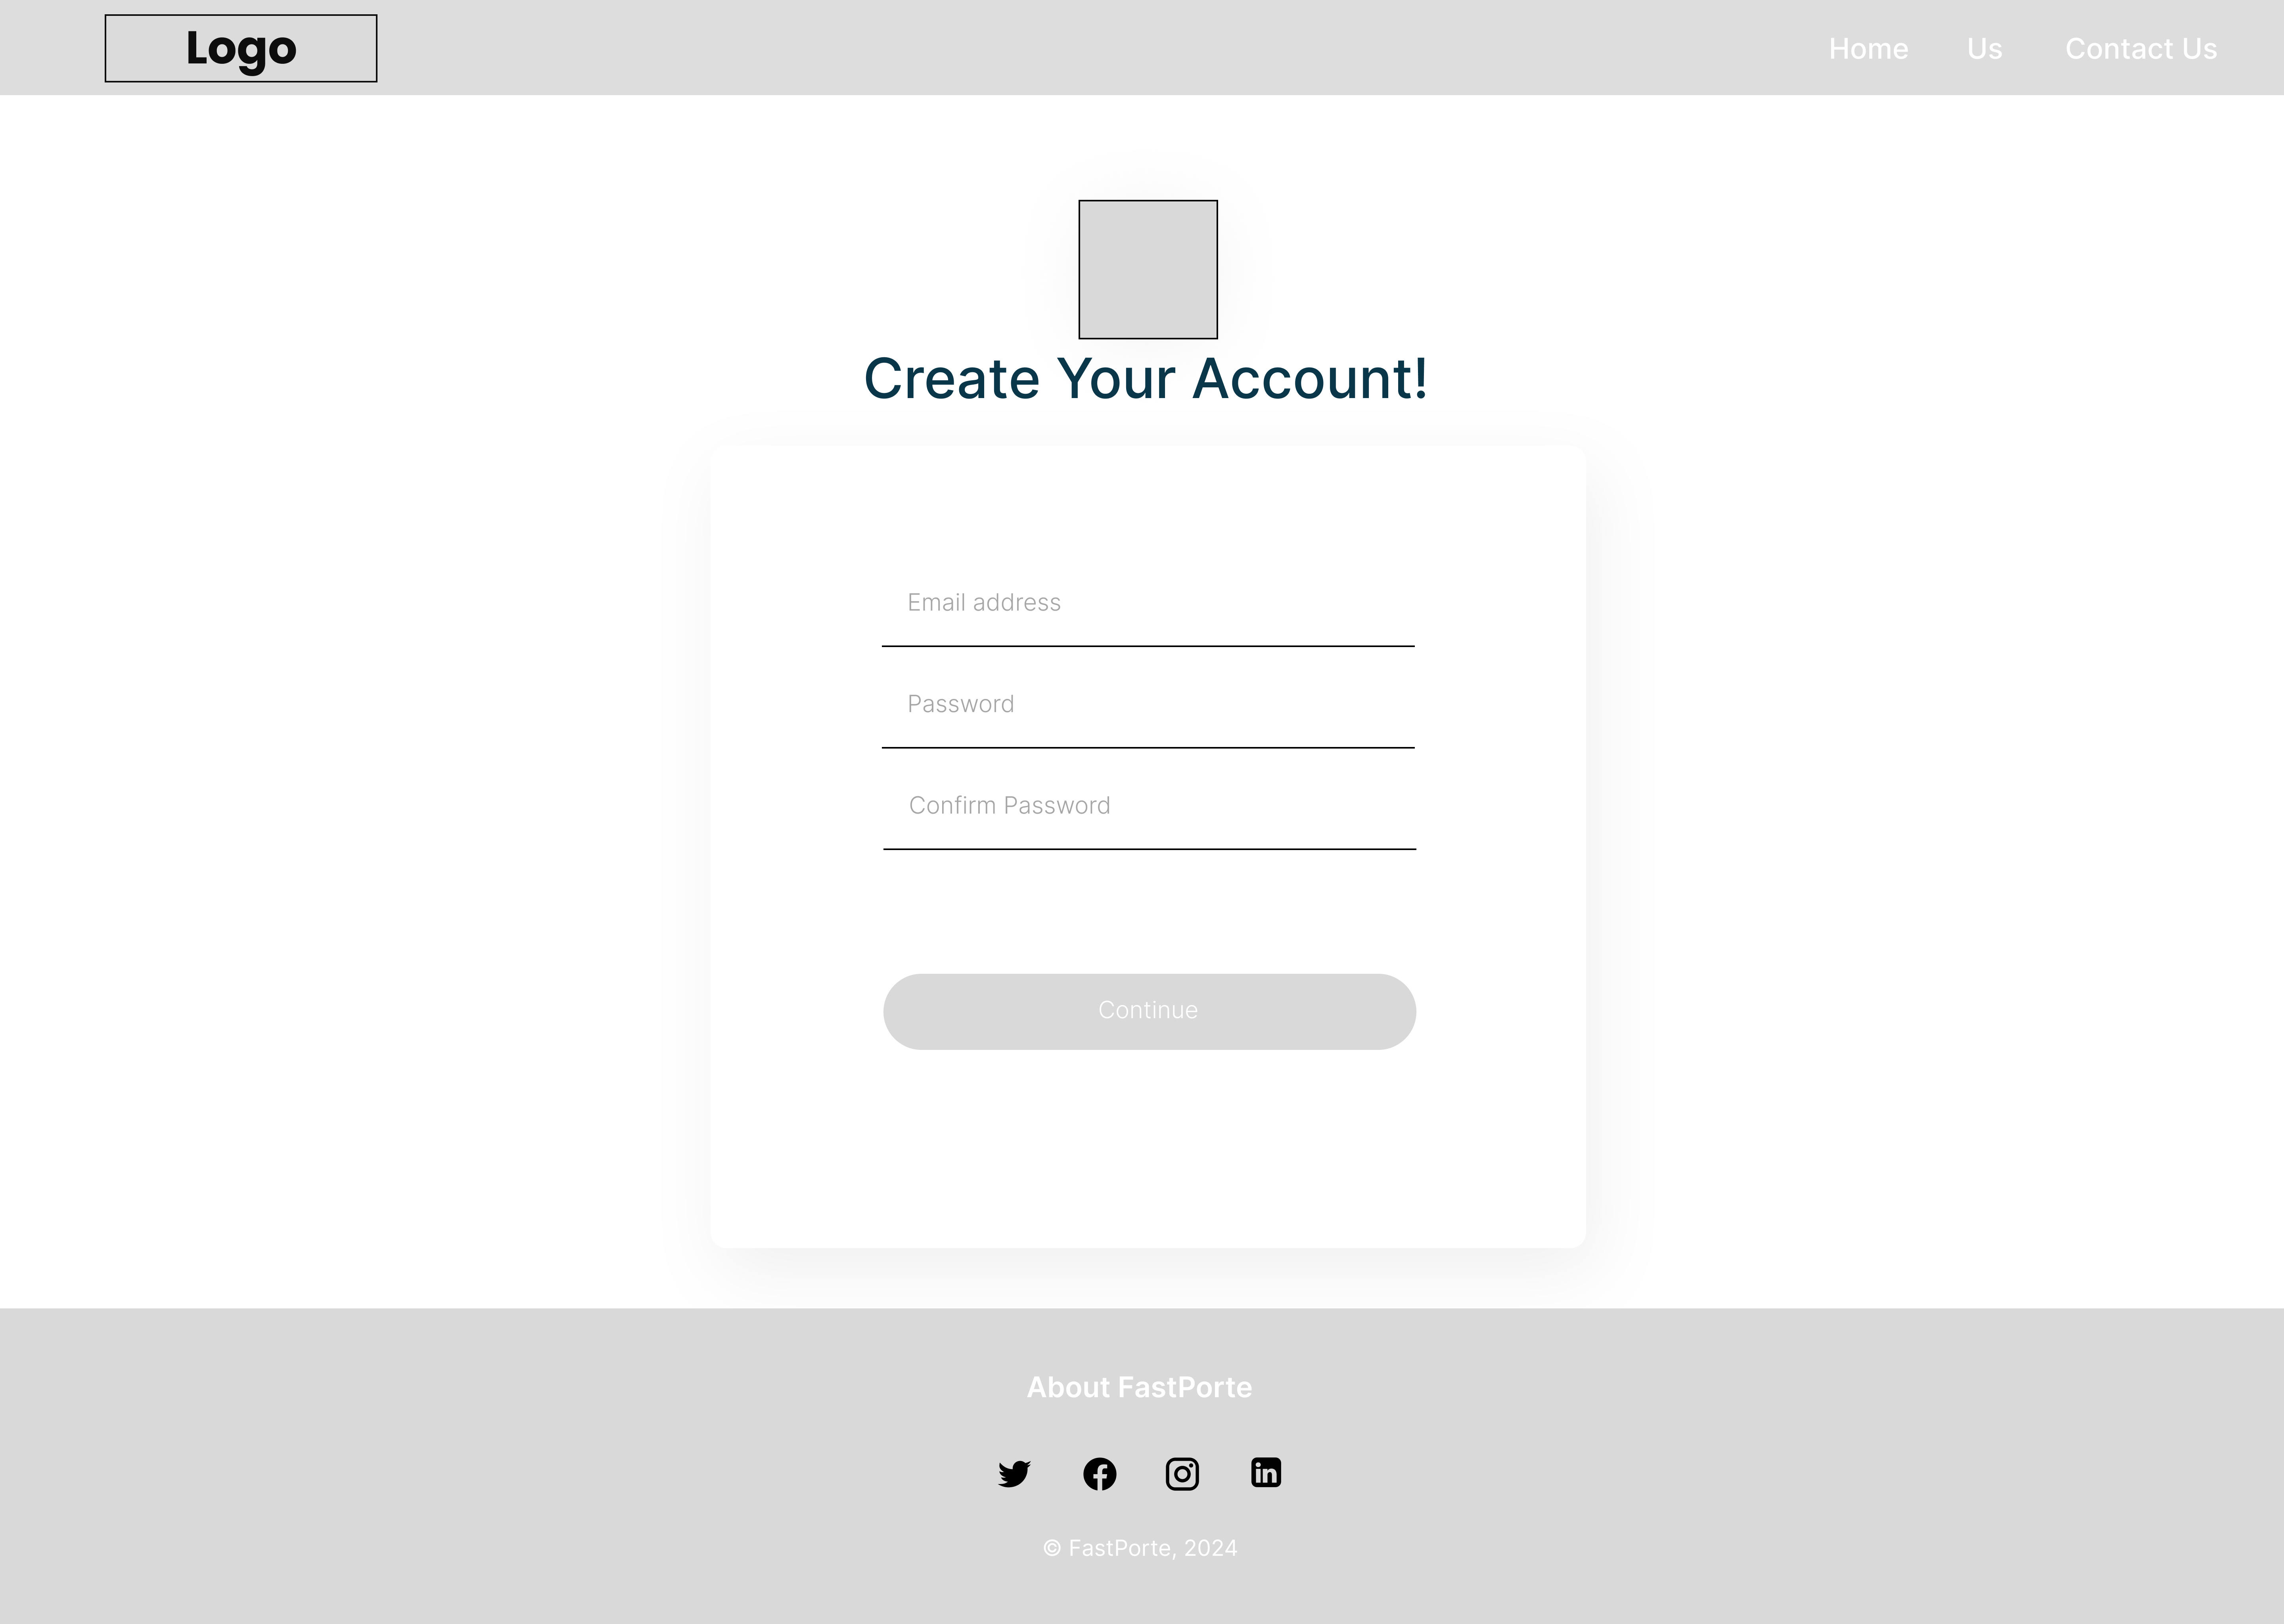 Logo
Home Us Contact Us
Create Your Account!
Email address
Password
Confirm Password
Continue
About FastPorte
© FastPorte, 2024